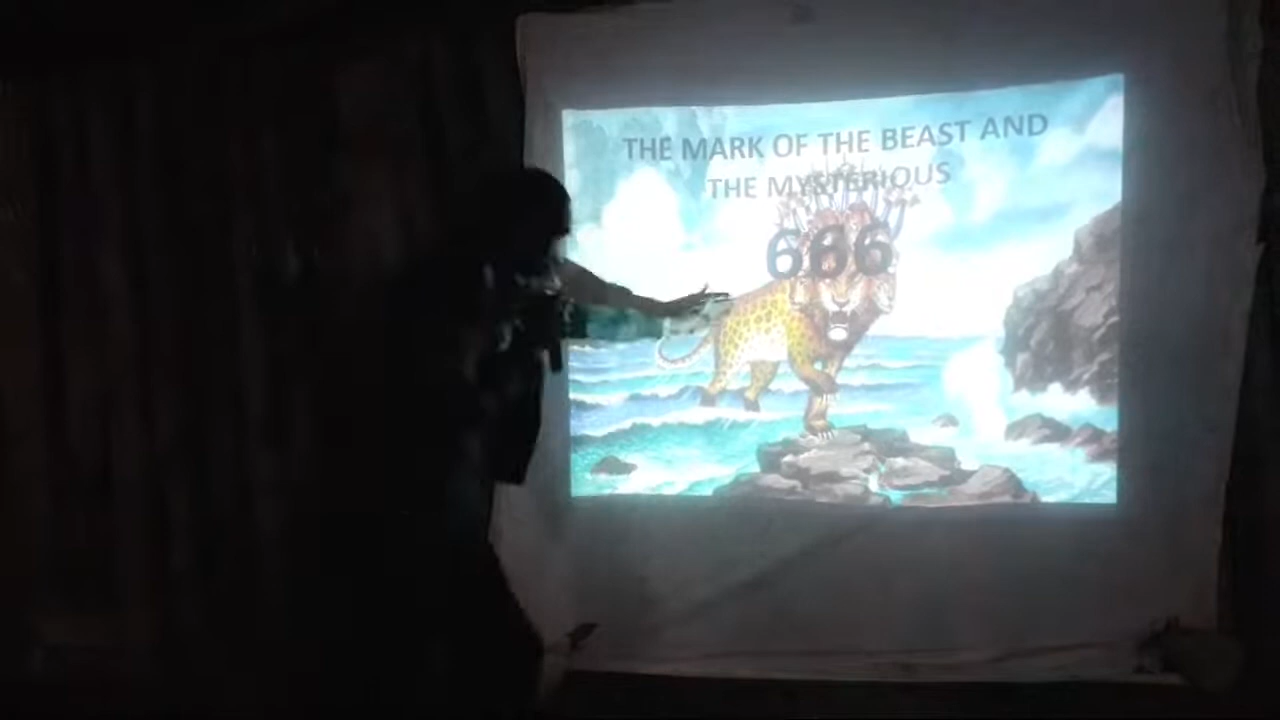 THE MARK OF THE BEAST AND
THE MYSTERIOUS
666